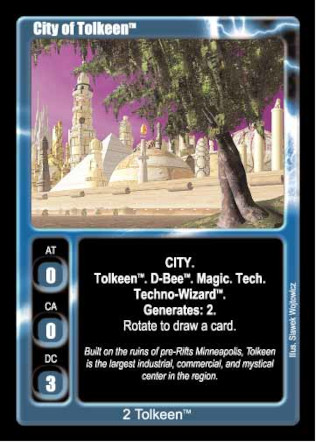 City of Tolkeen™
AT
0
CA
0
DC
3
CITY.
Tolkeen™. D-Bee™. Magic. Tech.
Techno-Wizard™.
Generates: 2.
Rotate to draw a card.
Built on the ruins of pre-Rifts Minneapolis, Tolkeen
is the largest industrial, commercial, and mystical
center in the region.
Illus. Slawek Wojtowicz
2 Tolkeen™